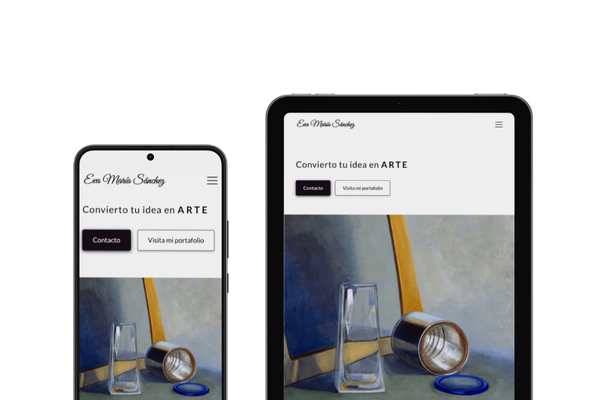 Eva María Sánchez
Convierto tu idea en ARTE
Contacto
Visita mi portafolio
Eva María Sánchez
Convierto tu idea en ARTE
Contacto
Visita mi portafolio